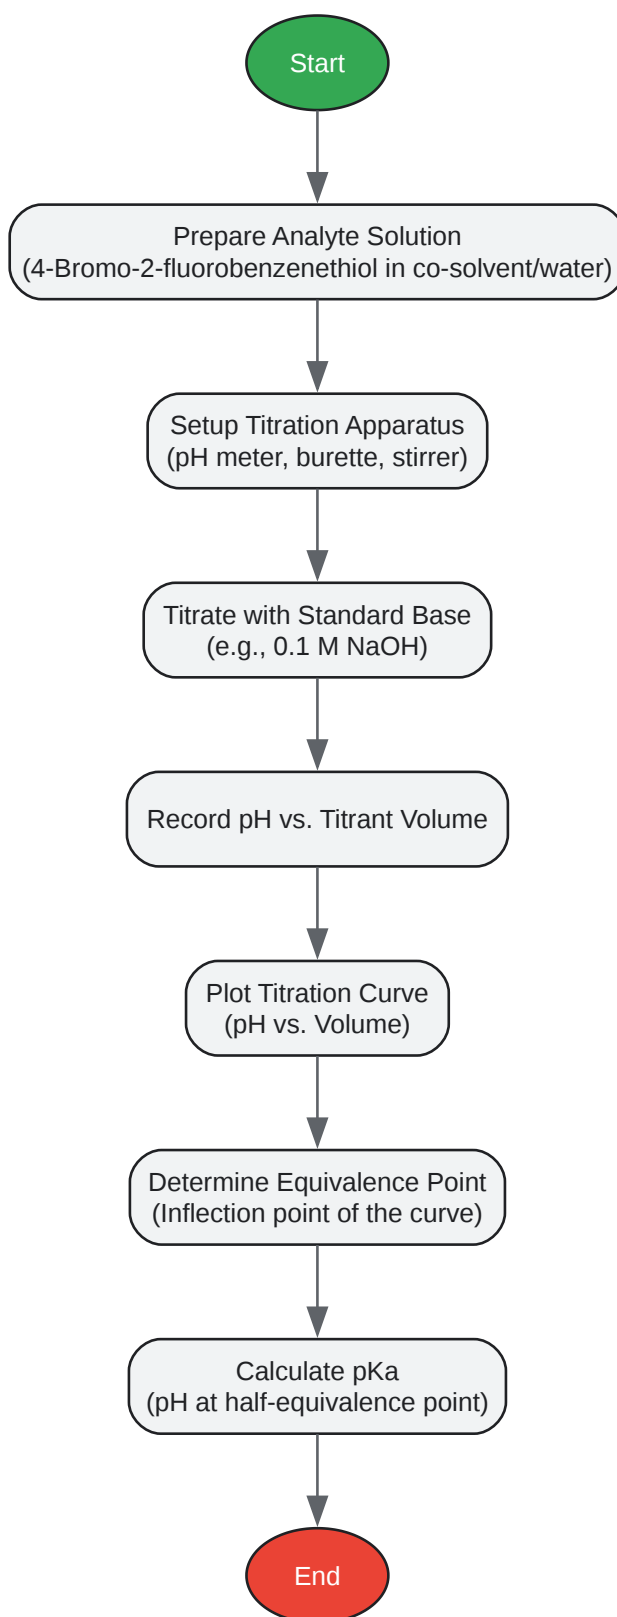 Start
Prepare Analyte Solution
(4-Bromo-2-fluorobenzenethiol in co-solvent/water)
Setup Titration Apparatus
(pH meter, burette, stirrer)
Titrate with Standard Base
(e.g., 0.1 M NaOH)
Record pH vs. Titrant Volume
Plot Titration Curve
(pH vs. Volume)
Determine Equivalence Point
(Inflection point of the curve)
Calculate pKa
(pH at half-equivalence point)
End